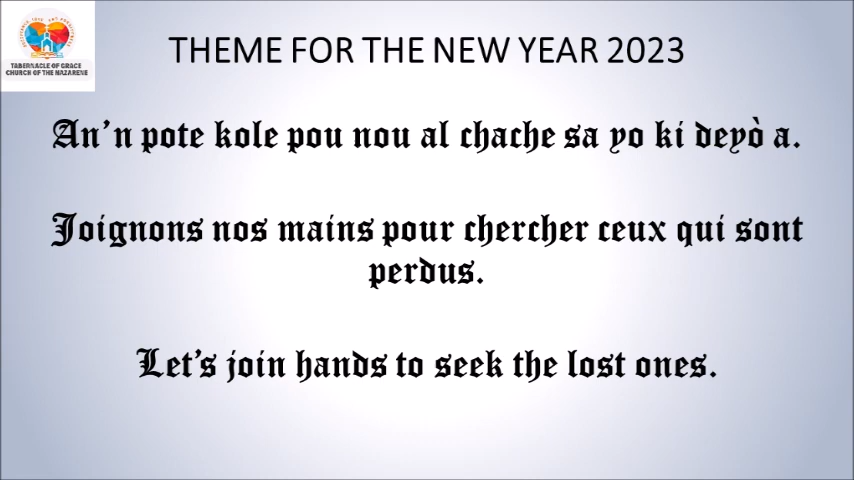 TABERNACLE OF GRACE
CHURCH OF THE NAZARENE
THEME FOR THE NEW YEAR 2023
An'n pote kole pou nou al chache sa yo ki deyò a.
Joignons nos mains pour chercher ceux qui sont
perdus.
Let's join hands to seek the lost ones.